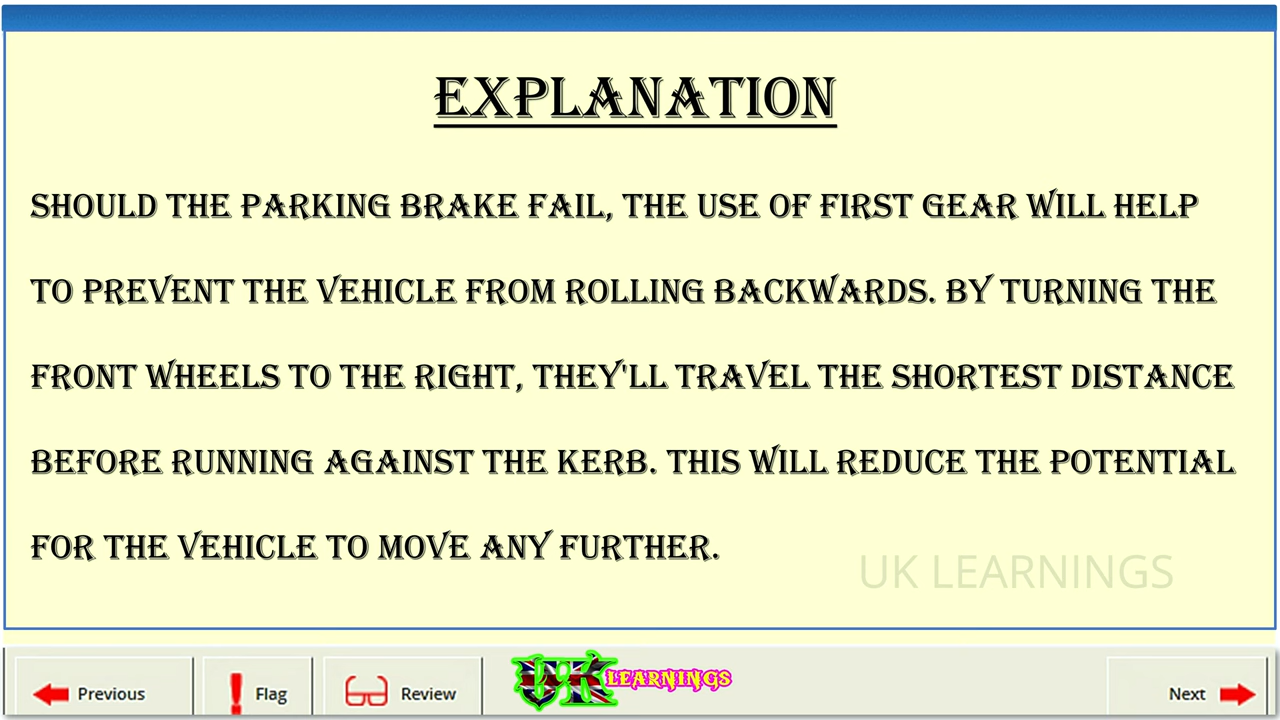 EXPLANATION
SHOULD THE PARKING BRAKE FAIL, THE USE OF FIRST GEAR WILL HELP
TO PREVENT THE VEHICLE FROM ROLLING BACKWARDS. BY TURNING THE
FRONT WHEELS TO THE RIGHT, THEY'LL TRAVEL THE SHORTEST DISTANCE
BEFORE RUNNING AGAINST THE KERB. THIS WILL REDUCE THE POTENTIAL
FOR THE VEHICLE TO MOVE ANY FURTHER.
UK LEARNINGS
Previous
Flag
Review
UK LEARNINGS
Next